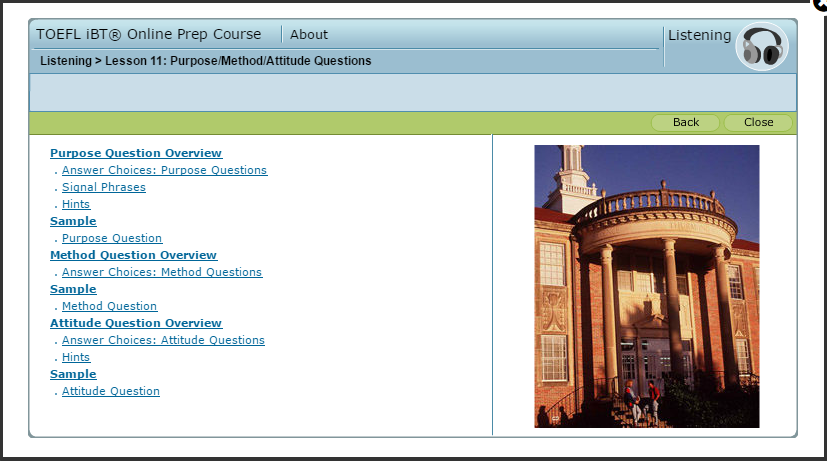 TOEFL iBT® Online Prep Course
About
Listening
Listening > Lesson 11: Purpose/Method/Attitude Questions
Back
Close
Purpose Question Overview
. Answer Choices: Purpose Questions
. Signal Phrases
. Hints
Sample
. Purpose Question
Method Question Overview
. Answer Choices: Method Questions
Sample
. Method Question
Attitude Question Overview
. Answer Choices: Attitude Questions
. Hints
Sample
. Attitude Question